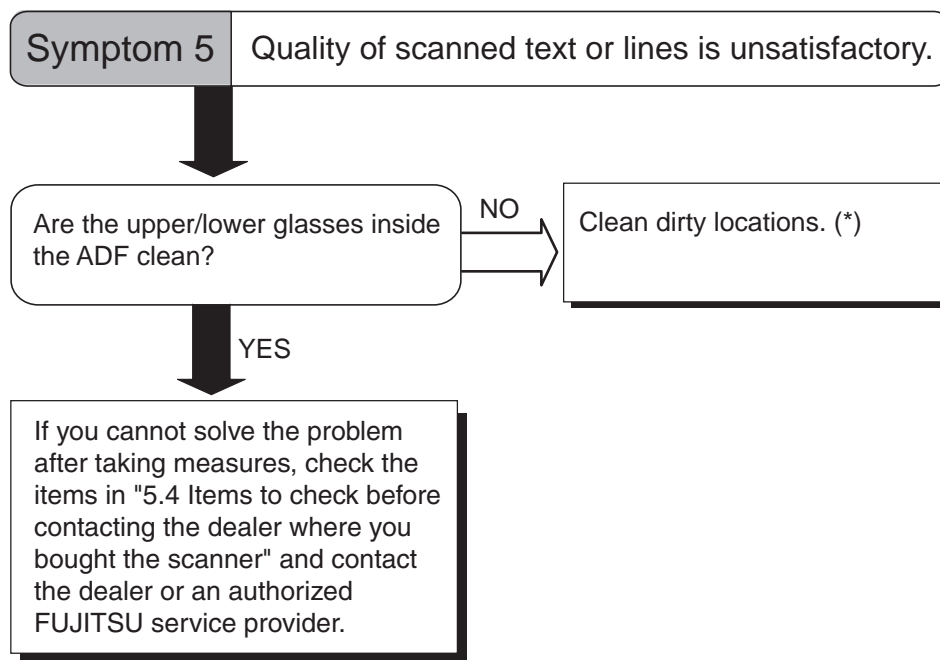 Symptom 5 Quality of scanned text or lines is unsatisfactory.
Are the upper/lower glasses inside
the ADF clean?
NO
Clean dirty locations. (*)
YES
If you cannot solve the problem
after taking measures, check the
items in "5.4 Items to check before
contacting the dealer where you
bought the scanner" and contact
the dealer or an authorized
FUJITSU service provider.